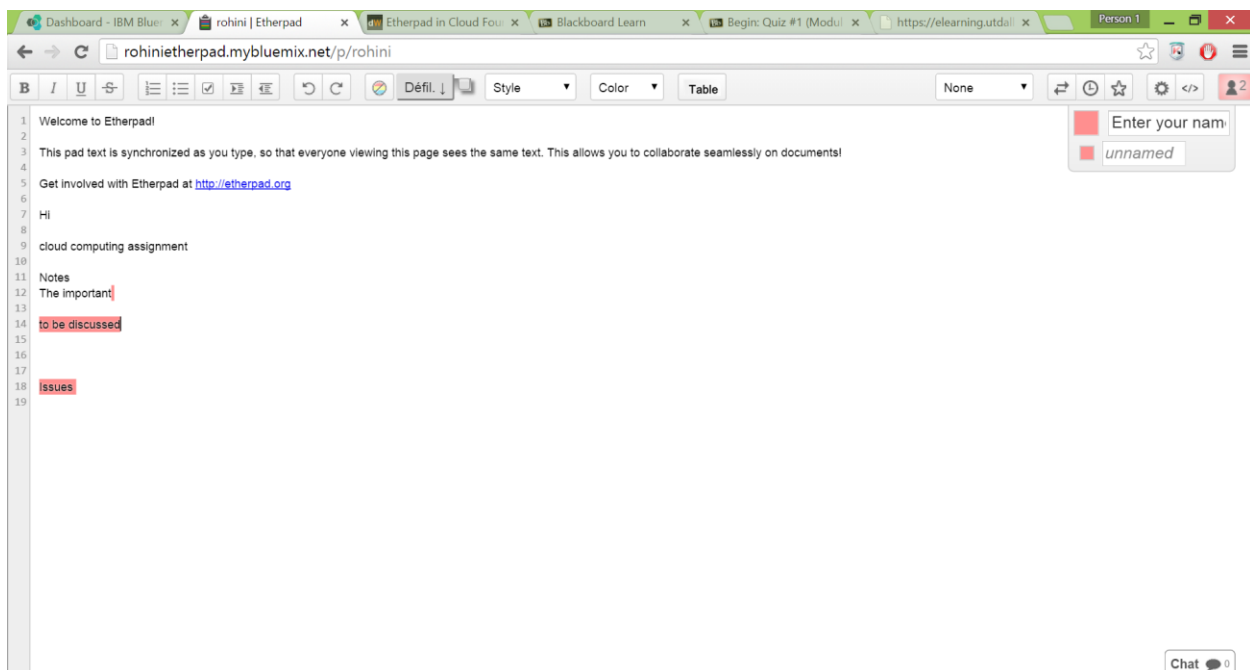 Dashboard - IBM Bluer
rohini | Etherpad
Etherpad in Cloud Four
Blackboard Learn
Begin: Quiz #1 (Modul
https://elearning.utdall
Person 1
rohinietherpad.mybluemix.net/p/rohini
B I U S Défil. ↓ Style Color Table None </> 2
1 Welcome to Etherpad!
2
3 This pad text is synchronized as you type, so that everyone viewing this page sees the same text. This allows you to collaborate seamlessly on documents!
4
5 Get involved with Etherpad at http://etherpad.org
6
7 Hi
8
9 cloud computing assignment
10
11 Notes
12 The important
13
14 to be discussed
15
16
17
18 Issues
19
Enter your nam
unnamed
Chat 0